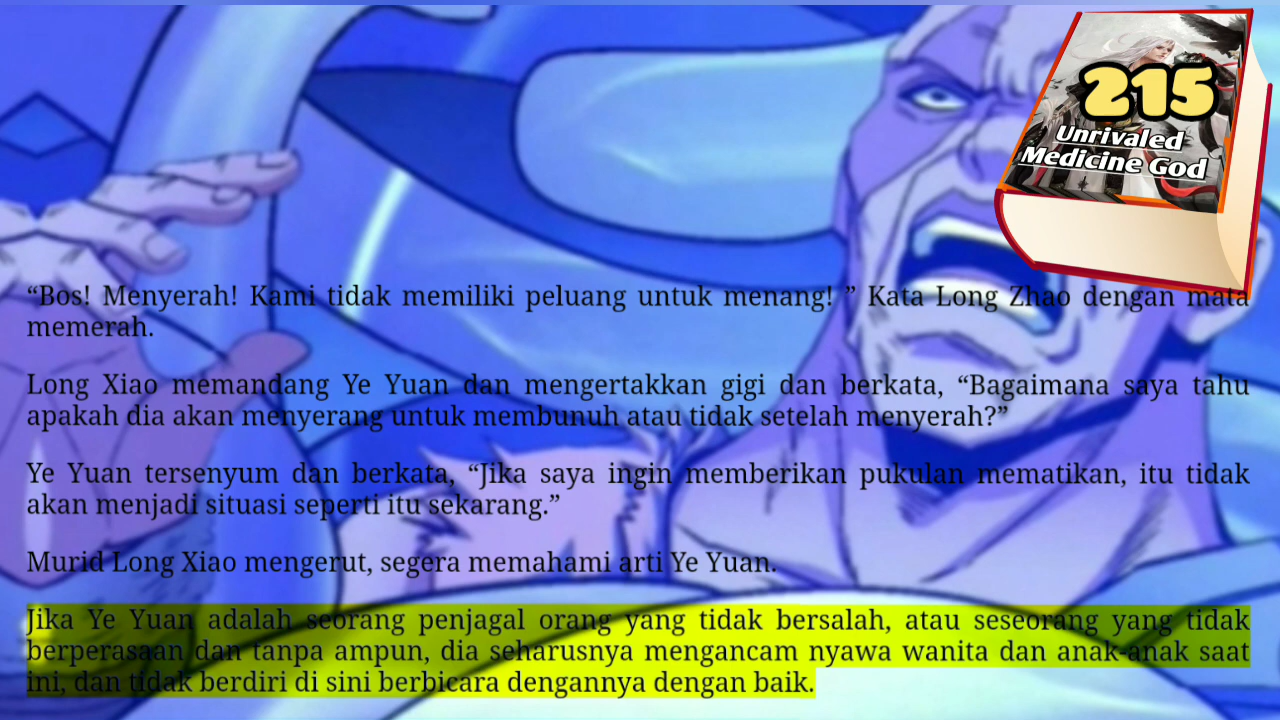 215
Unrivaled
Medicine God
“Bos! Menyerah! Kami tidak memiliki peluang untuk menang! ” Kata Long Zhao dengan mata
memerah.
Long Xiao memandang Ye Yuan dan mengertakkan gigi dan berkata, “Bagaimana saya tahu
apakah dia akan menyerang untuk membunuh atau tidak setelah menyerah?”
Ye Yuan tersenyum dan berkata, “Jika saya ingin memberikan pukulan mematikan, itu tidak
akan menjadi situasi seperti itu sekarang.”
Murid Long Xiao mengerut, segera memahami arti Ye Yuan.
Jika Ye Yuan adalah seorang penjagal orang yang tidak bersalah, atau seseorang yang tidak
berperasaan dan tanpa ampun, dia seharusnya mengancam nyawa wanita dan anak-anak saat
ini, dan tidak berdiri di sini berbicara dengannya dengan baik.